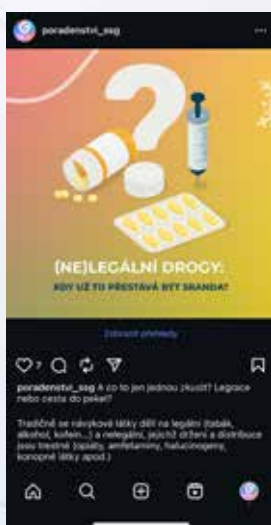 poradenstvi_ssg
(NE)LEGÁLNÍ DROGY:
KDY UŽ TO PŘESTÁVÁ BÝT SRANDA?
Zobrazit přehledy
7
poradenstvi_ssg A co to jen jednou zkusit? Legrace
nebo cesta do pekel?
Tradičně se návykové látky dělí na legální (tabák,
alkohol, kofein...) a nelegální, jejichž držení a distribuce
jsou trestné (opiáty, amfetaminy, halucinogeny,
konopné látky apod.)